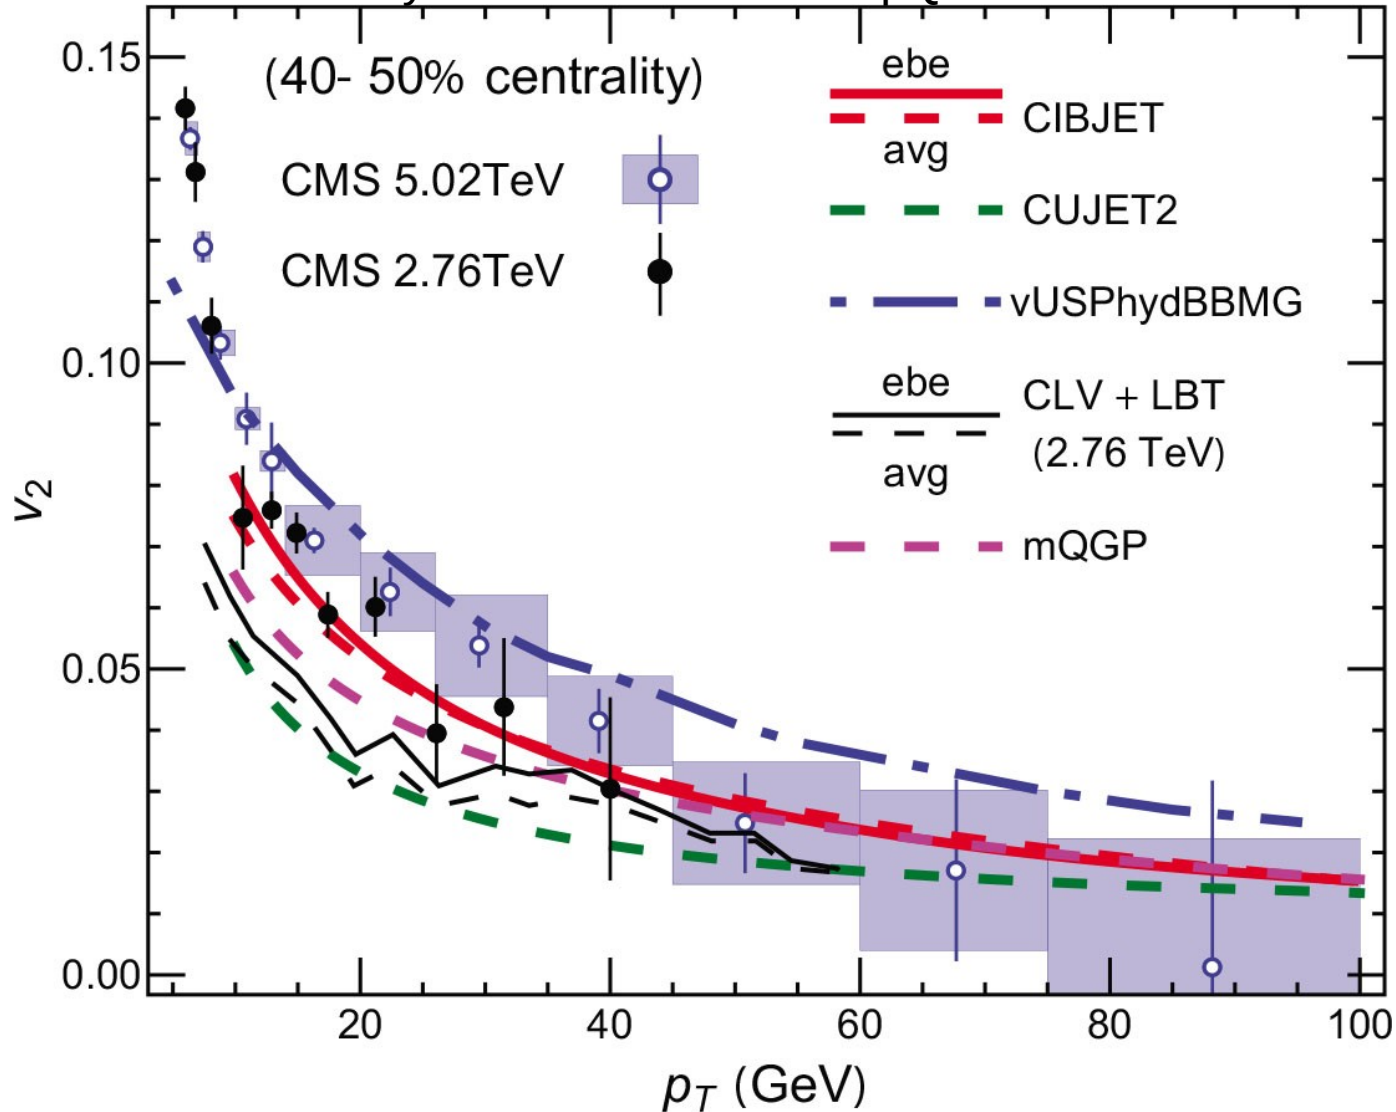 (40- 50% centrality)
CMS 5.02TeV
CMS 2.76TeV
ebe
CIBJET
avg
CUJET2
vUSPhydBBMG
ebe
CLV + LBT
(2.76 TeV)
avg
mQGP
0.15
0.10
0.05
0.00
v2
20 40 60 80 100
pT (GeV)